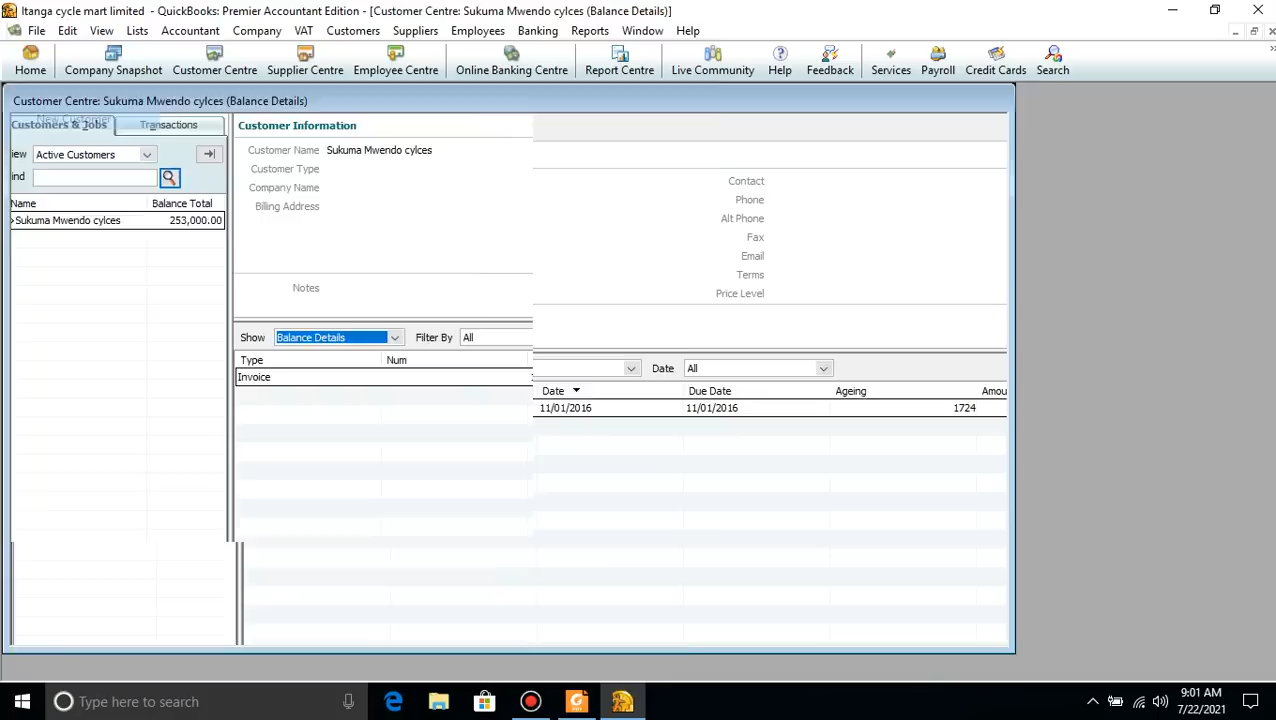 Itanga cycle mart limited - QuickBooks: Premier Accountant Edition - [Customer Centre: Sukuma Mwendo cylces (Balance Details)]
File Edit View Lists Accountant Company VAT Customers Suppliers Employees Banking Reports Window Help
Home Company Snapshot Customer Centre Supplier Centre Employee Centre Online Banking Centre Report Centre Live Community Help Feedback Services Payroll Credit Cards Search
Customer Centre: Sukuma Mwendo cylces (Balance Details)
New Customer
Customers & Jobs Transactions
iew Active Customers
ind
Name Balance Total
Sukuma Mwendo cylces 253,000.00
Customer Information
Customer Name Sukuma Mwendo cylces
Customer Type
Company Name
Billing Address
Notes
Contact
Phone
Alt Phone
Fax
Email
Terms
Price Level
Show Balance Details Filter By All
Date All
Type Num
Invoice
Date Due Date Ageing Amou
11/01/2016 11/01/2016 1724
Type here to search
9:01 AM
7/22/2021